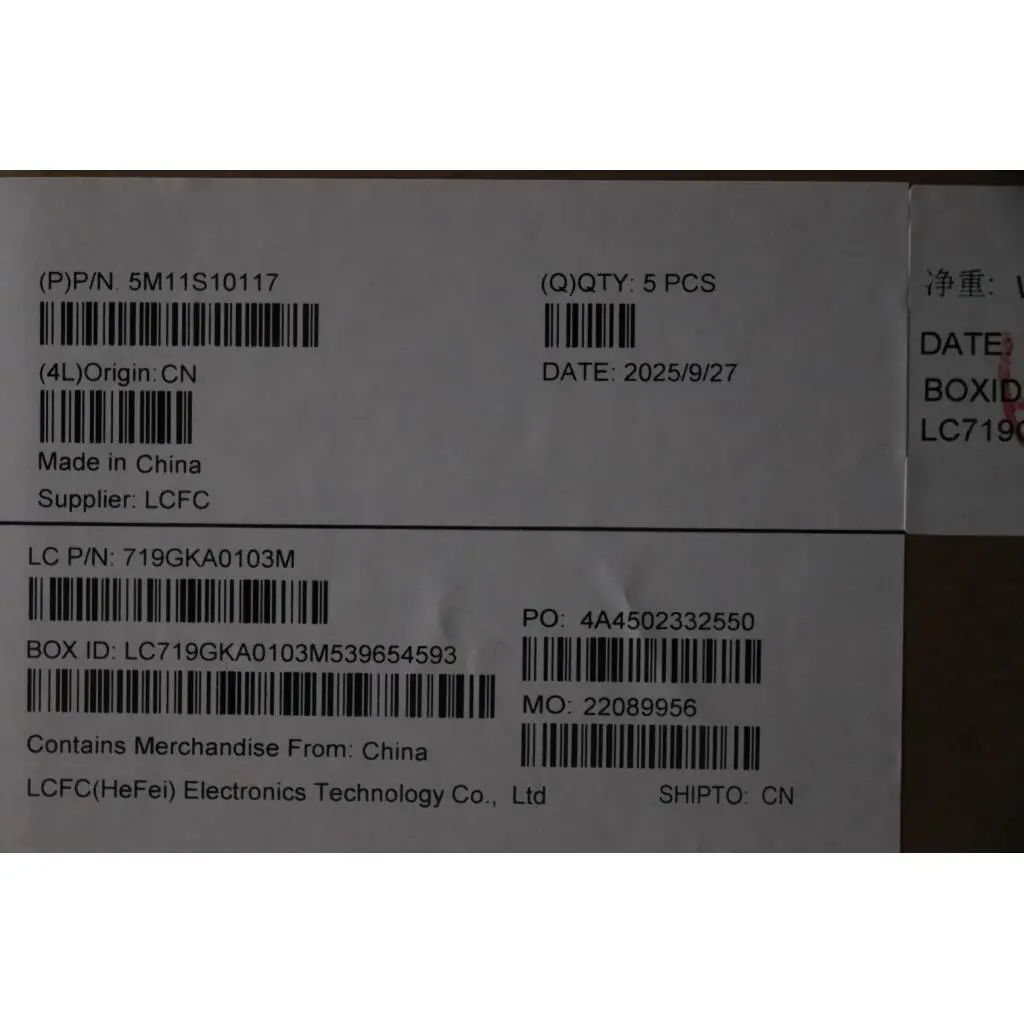 (P)P/N: 5M11S10117
(Q)QTY: 5 PCS
(4L)Origin: CN
DATE: 2025/9/27
Made in China
Supplier: LCFC
LC P/N: 719GKA0103M
PO: 4A4502332550
BOX ID: LC719GKA0103M539654593
MO: 22089956
Contains Merchandise From: China
LCFC(HeFei) Electronics Technology Co., Ltd
SHIPTO: CN
净重:
DATE:
BOXID
LC719